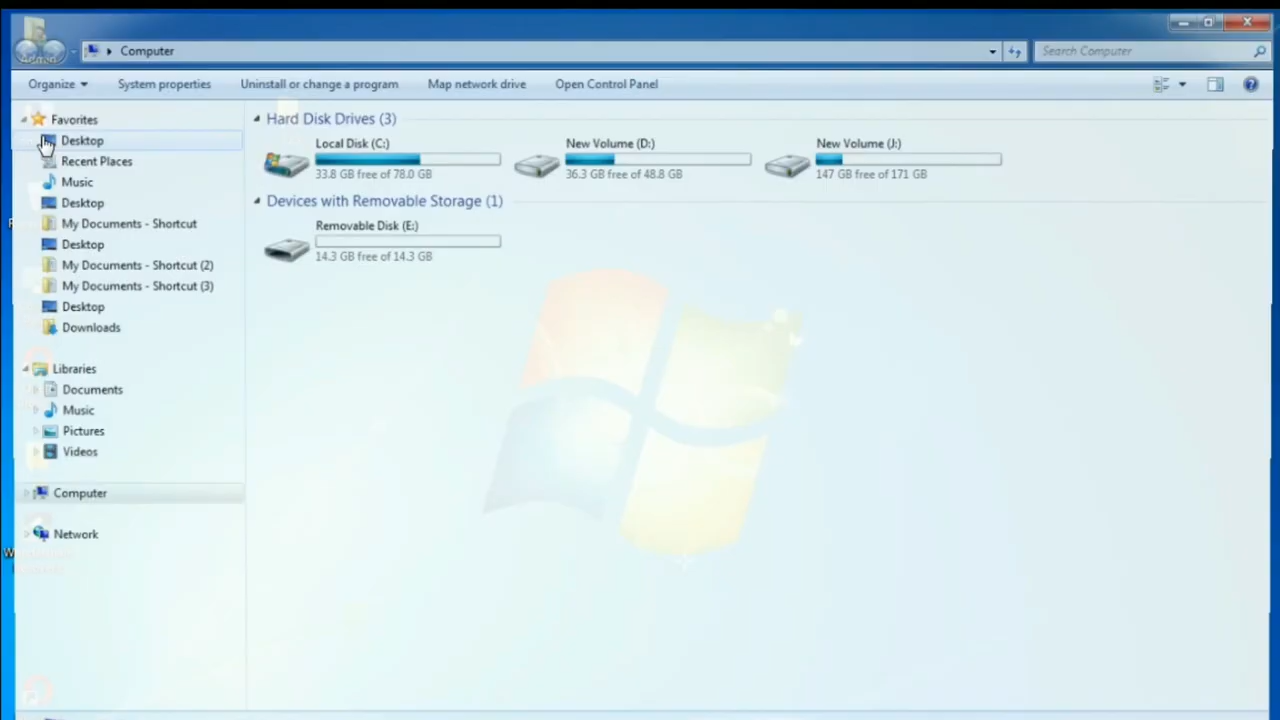 Computer
Search Computer
Organize
System properties
Uninstall or change a program
Map network drive
Open Control Panel
Favorites
Desktop
Recent Places
Music
Desktop
My Documents - Shortcut
Desktop
My Documents - Shortcut (2)
My Documents - Shortcut (3)
Desktop
Downloads
Libraries
Documents
Music
Pictures
Videos
Computer
Network
Hard Disk Drives (3)
Local Disk (C:)
33.8 GB free of 78.0 GB
New Volume (D:)
36.3 GB free of 48.8 GB
New Volume (J:)
147 GB free of 171 GB
Devices with Removable Storage (1)
Removable Disk (E:)
14.3 GB free of 14.3 GB